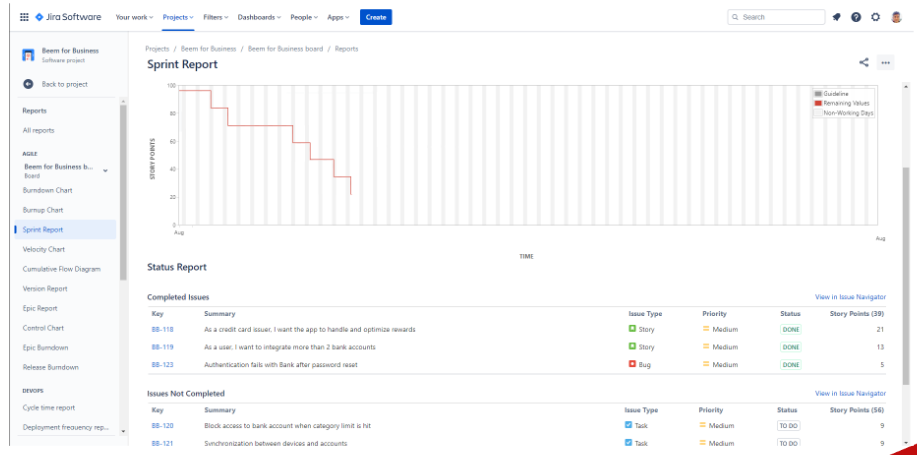 Jira Software Your work Projects Filters Dashboards People Apps Create Search
Beem for Business
Software project
Back to project
Reports
All reports
AGILE
Beem for Business b...
Board
Burndown Chart
Burnup Chart
Sprint Report
Velocity Chart
Cumulative Flow Diagram
Version Report
Epic Report
Control Chart
Epic Burndown
Release Burndown
DEVOPS
Cycle time report
Deployment frequency rep...
Projects / Beem for Business / Beem for Business board / Reports
Sprint Report
100
80
60
40
20
0
STORY POINTS
Aug
Aug
TIME
Guideline
Remaining Values
Non-Working Days
Status Report
Completed Issues View in Issue Navigator
Key Summary Issue Type Priority Status Story Points (39)
BB-118 As a credit card issuer, I want the app to handle and optimize rewards Story Medium DONE 21
BB-119 As a user, I want to integrate more than 2 bank accounts Story Medium DONE 13
BB-123 Authentication fails with Bank after password reset Bug Medium DONE 5
Issues Not Completed View in Issue Navigator
Key Summary Issue Type Priority Status Story Points (56)
BB-120 Block access to bank account when category limit is hit Task Medium TO DO 9
BB-121 Synchronization between devices and accounts Task Medium TO DO 9